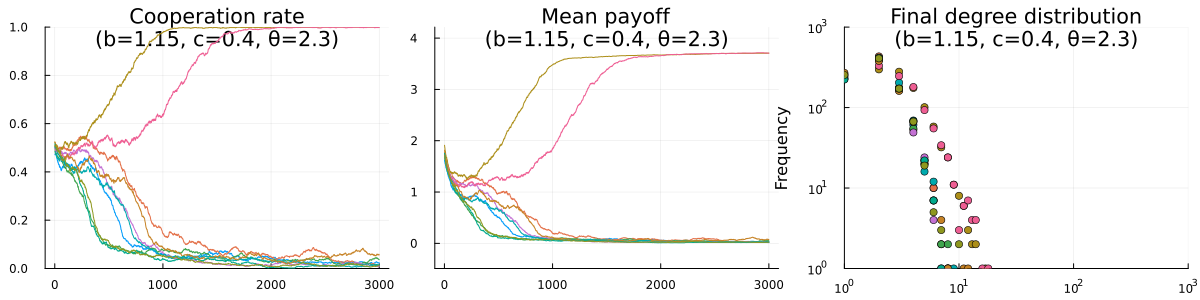 Cooperation rate
(b=1.15, c=0.4, θ=2.3)
1.0
0.8
0.6
0.4
0.2
0.0
0 1000 2000 3000
Mean payoff
(b=1.15, c=0.4, θ=2.3)
4
3
2
1
0
0 1000 2000 3000
Final degree distribution
(b=1.15, c=0.4, θ=2.3)
Frequency
10³
10²
10¹
10⁰
10⁰ 10¹ 10² 10³